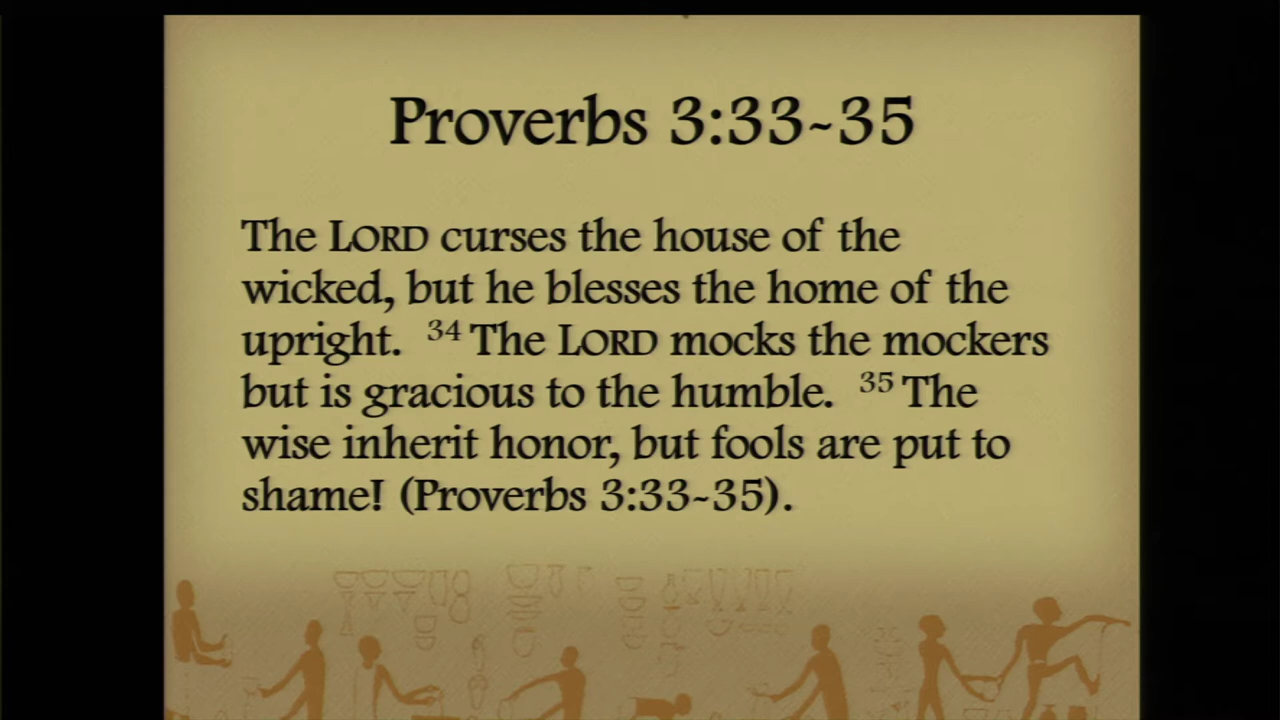 Proverbs 3:33~35
The LORD curses the house of the
wicked, but he blesses the home of the
upright. 34 The LORD mocks the mockers
but is gracious to the humble. 35 The
wise inherit honor, but fools are put to
shame! (Proverbs 3:33~35).